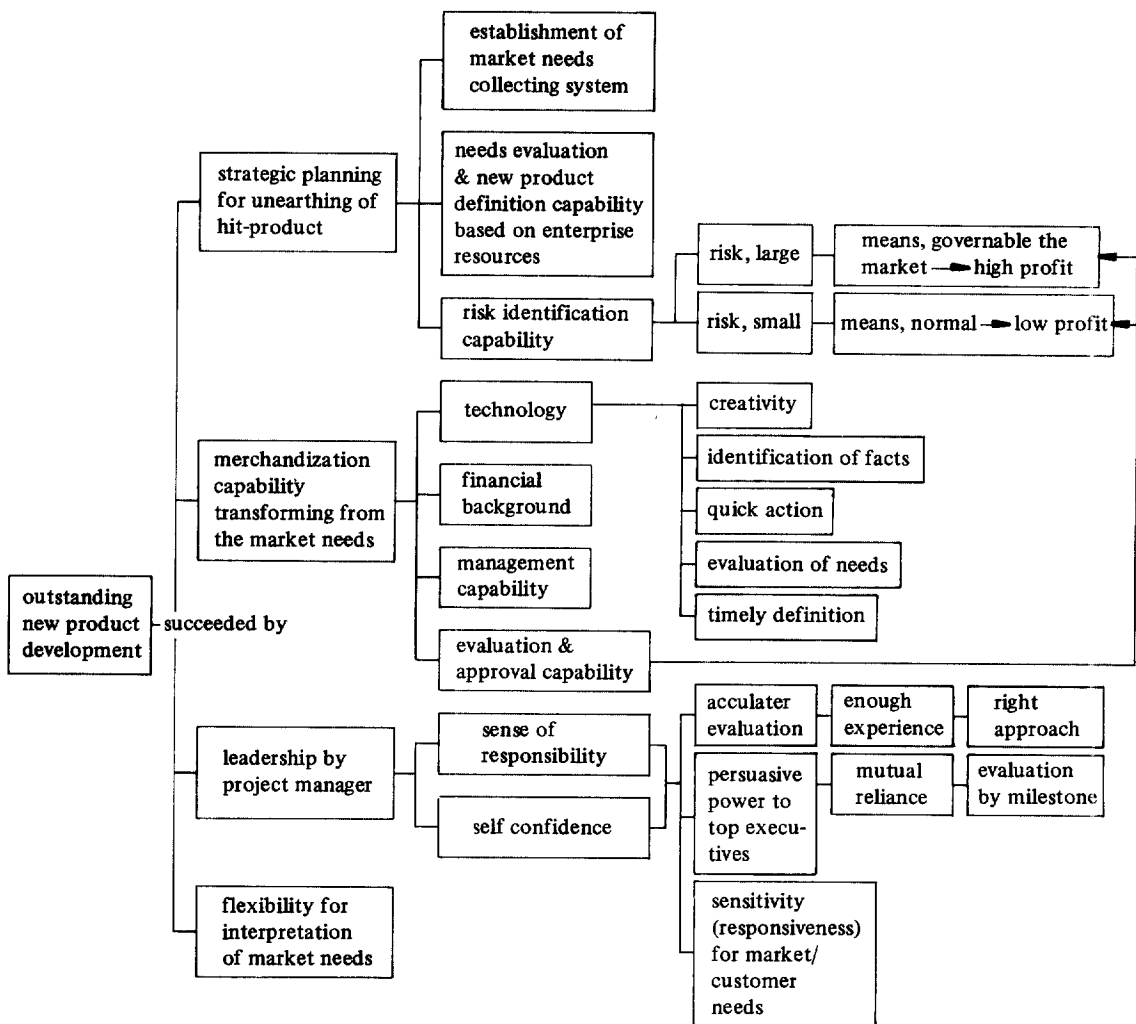 establishment of
market needs
collecting system
needs evaluation
& new product
definition capability
based on enterprise
resources
strategic planning
for unearthing of
hit-product
risk identification
capability
risk, large
means, governable the
market → high profit
risk, small
means, normal → low profit
technology
creativity
identification of facts
quick action
evaluation of needs
timely definition
merchandization
capability
transforming from
the market needs
financial
background
management
capability
evaluation &
approval capability
outstanding
new product
development
succeeded by
leadership by
project manager
sense of
responsibility
self confidence
acculater
evaluation
enough
experience
right
approach
persuasive
power to
top execu-
tives
mutual
reliance
evaluation
by milestone
sensitivity
(responsiveness)
for market/
customer
needs
flexibility for
interpretation
of market needs